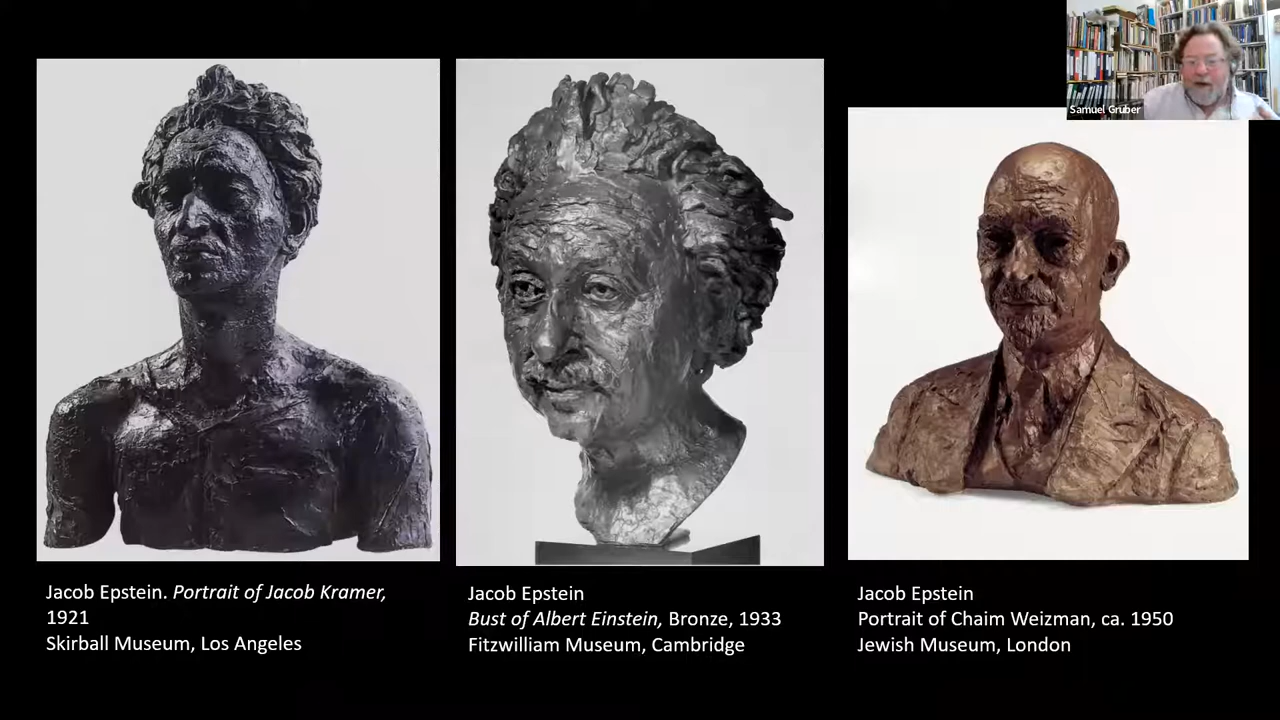 Samuel Gruber
Jacob Epstein. Portrait of Jacob Kramer,
1921
Skirball Museum, Los Angeles
Jacob Epstein
Bust of Albert Einstein, Bronze, 1933
Fitzwilliam Museum, Cambridge
Jacob Epstein
Portrait of Chaim Weizman, ca. 1950
Jewish Museum, London